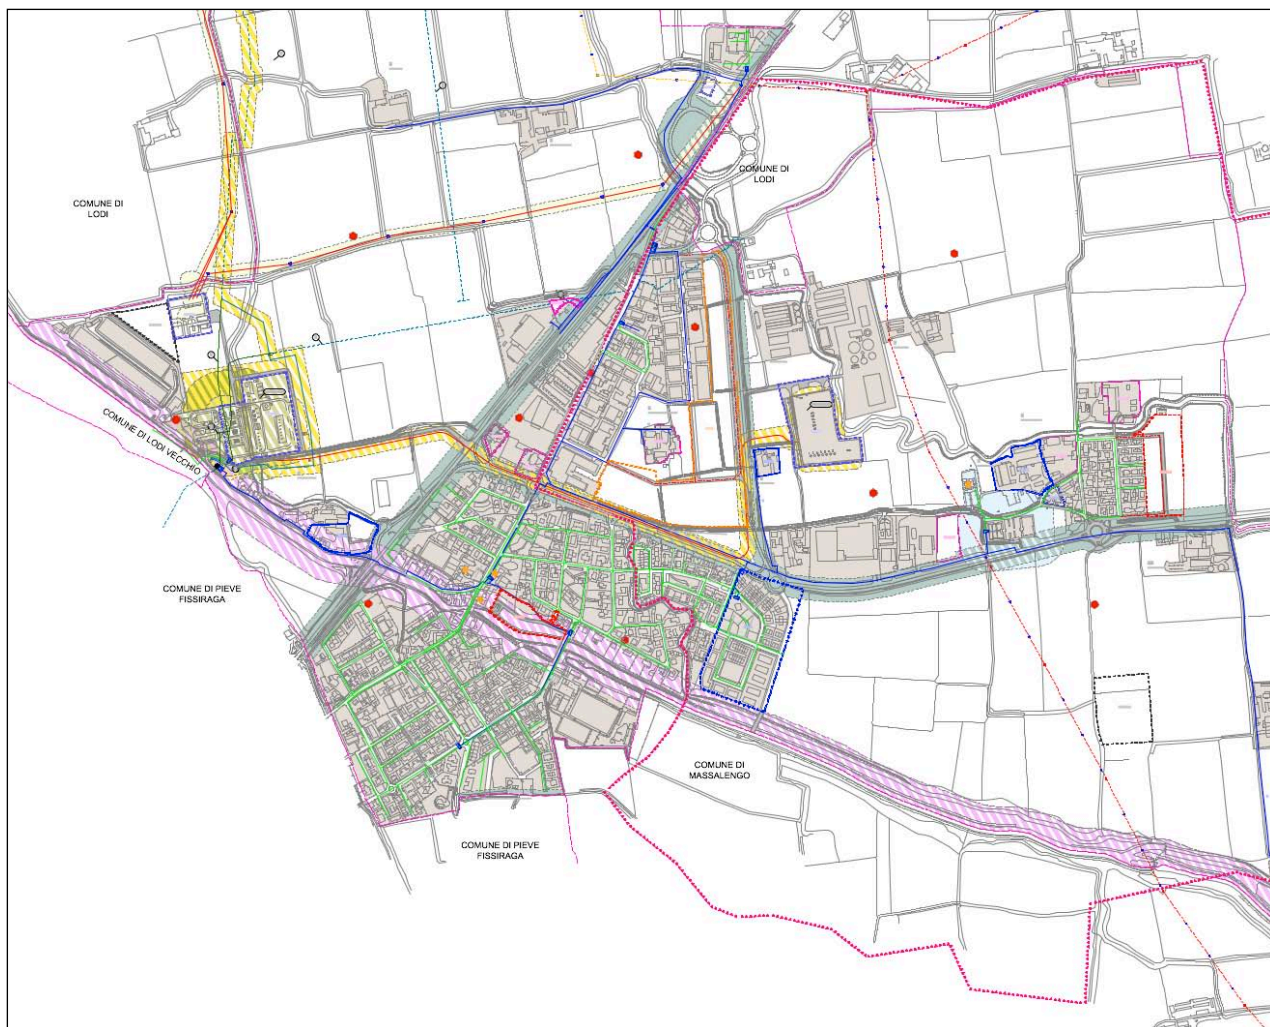 COMUNE DI
LODI
COMUNE DI
LODI
COMUNE DI LODI VECCHIO
COMUNE DI PIEVE
FISSIRAGA
COMUNE DI
MASSALENGO
COMUNE DI PIEVE
FISSIRAGA